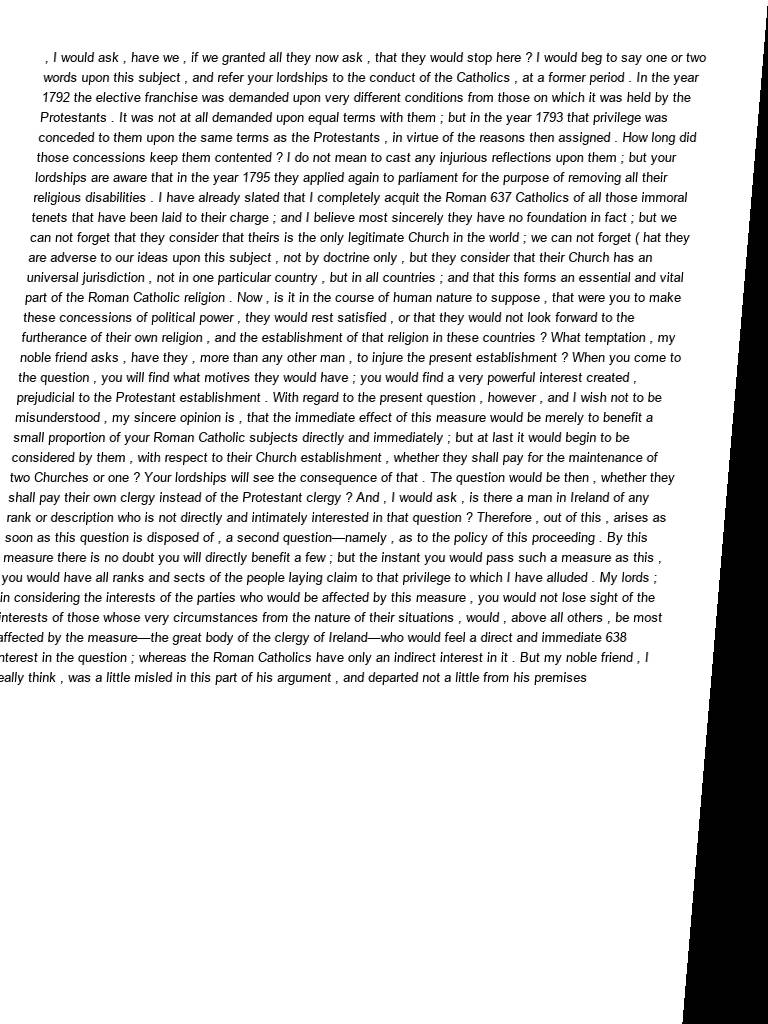 , I would ask , have we , if we granted all they now ask , that they would stop here ? I would beg to say one or two
words upon this subject , and refer your lordships to the conduct of the Catholics , at a former period . In the year
1792 the elective franchise was demanded upon very different conditions from those on which it was held by the
Protestants . It was not at all demanded upon equal terms with them ; but in the year 1793 that privilege was
conceded to them upon the same terms as the Protestants , in virtue of the reasons then assigned . How long did
those concessions keep them contented ? I do not mean to cast any injurious reflections upon them ; but your
lordships are aware that in the year 1795 they applied again to parliament for the purpose of removing all their
religious disabilities . I have already slated that I completely acquit the Roman 637 Catholics of all those immoral
tenets that have been laid to their charge ; and I believe most sincerely they have no foundation in fact ; but we
can not forget that they consider that theirs is the only legitimate Church in the world ; we can not forget ( hat they
are adverse to our ideas upon this subject , not by doctrine only , but they consider that their Church has an
universal jurisdiction , not in one particular country , but in all countries ; and that this forms an essential and vital
part of the Roman Catholic religion . Now , is it in the course of human nature to suppose , that were you to make
these concessions of political power , they would rest satisfied , or that they would not look forward to the
furtherance of their own religion , and the establishment of that religion in these countries ? What temptation , my
noble friend asks , have they , more than any other man , to injure the present establishment ? When you come to
the question , you will find what motives they would have ; you would find a very powerful interest created ,
prejudicial to the Protestant establishment . With regard to the present question , however , and I wish not to be
misunderstood , my sincere opinion is , that the immediate effect of this measure would be merely to benefit a
small proportion of your Roman Catholic subjects directly and immediately ; but at last it would begin to be
considered by them , with respect to their Church establishment , whether they shall pay for the maintenance of
two Churches or one ? Your lordships will see the consequence of that . The question would be then , whether they
shall pay their own clergy instead of the Protestant clergy ? And , I would ask , is there a man in Ireland of any
rank or description who is not directly and intimately interested in that question ? Therefore , out of this , arises as
soon as this question is disposed of , a second question—namely , as to the policy of this proceeding . By this
measure there is no doubt you will directly benefit a few ; but the instant you would pass such a measure as this ,
you would have all ranks and sects of the people laying claim to that privilege to which I have alluded . My lords ;
in considering the interests of the parties who would be affected by this measure , you would not lose sight of the
interests of those whose very circumstances from the nature of their situations , would , above all others , be most
affected by the measure—the great body of the clergy of Ireland—who would feel a direct and immediate 638
nterest in the question ; whereas the Roman Catholics have only an indirect interest in it . But my noble friend , I
eally think , was a little misled in this part of his argument , and departed not a little from his premises